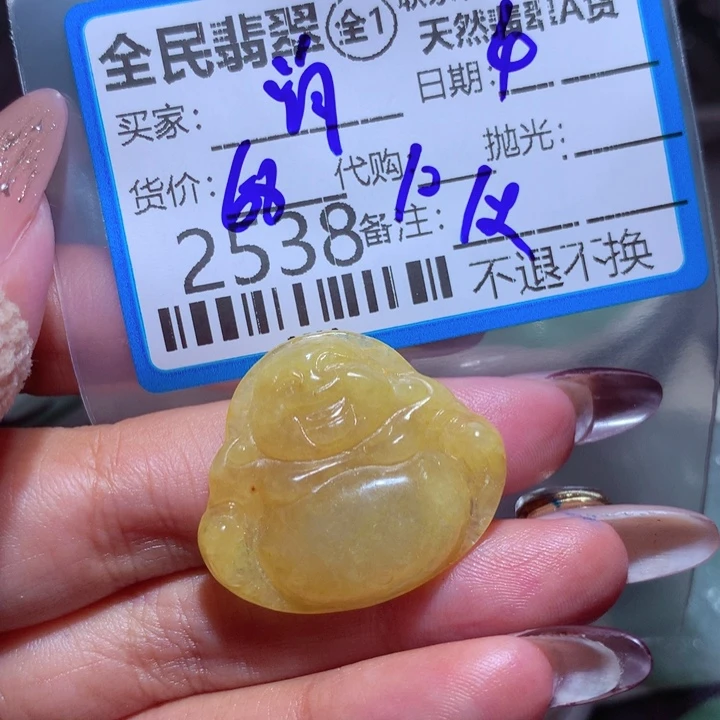 全民翡翠 全1
天然翡翠A货
买家： 日期：
货价：68 代购 抛光：
2538 备注：
不退不换